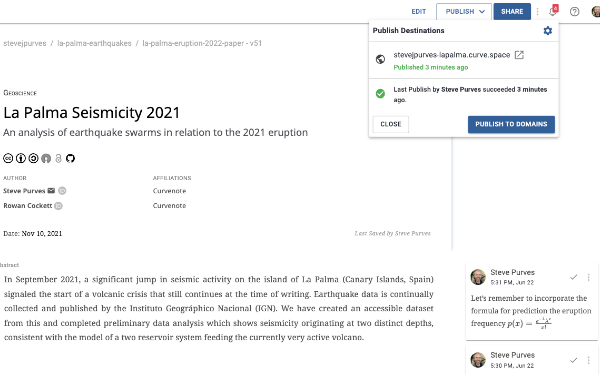 EDIT
PUBLISH
SHARE
Publish Destinations
stevejpurves-lapalma.curve.space
Published 3 minutes ago
Last Publish by Steve Purves succeeded 3 minutes
ago.
CLOSE
PUBLISH TO DOMAINS
stevejpurves / la-palma-earthquakes / la-palma-eruption-2022-paper - v51
Geoscience
La Palma Seismicity 2021
An analysis of earthquake swarms in relation to the 2021 eruption
AUTHOR
AFFILIATIONS
Steve Purves
Curvenote
Rowan Cockett
Curvenote
Date: Nov 10, 2021
Last Saved by Steve Purves
bstract
In September 2021, a significant jump in seismic activity on the island of La Palma (Canary Islands, Spain)
signaled the start of a volcanic crisis that still continues at the time of writing. Earthquake data is continually
collected and published by the Instituto Geográphico Nacional (IGN). We have created an accessible dataset
from this and completed preliminary data analysis which shows seismicity originating at two distinct depths,
consistent with the model of a two reservoir system feeding the currently very active volcano.
Steve Purves
5:31 PM, Jun 22
Let's remember to incorporate the
formula for prediction the eruption
frequency p(x) =
Steve Purves
5:30 PM, Jun 22